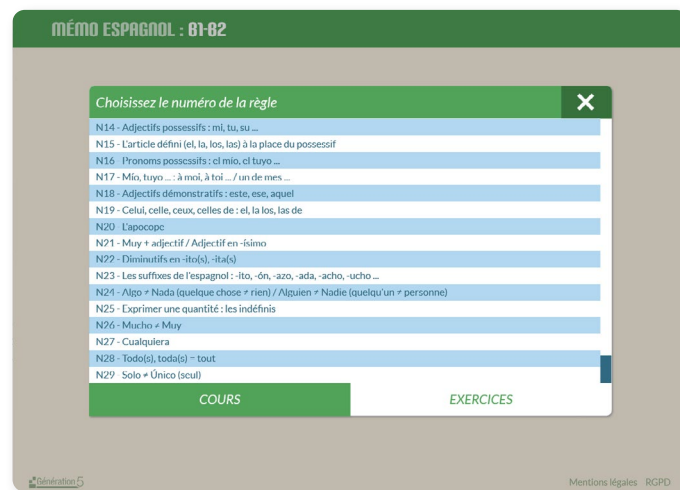 MÉMO ESPAGNOL : B1-B2
Choisissez le numéro de la règle
N14 - Adjectifs possessifs : mi, tu, su ...
N15 - L'article défini (el, la, los, las) à la place du possessif
N16 - Pronoms possessifs : el mío, el tuyo ...
N17 - Mío, tuyo ... : à moi, à toi ... / un de mes ...
N18 - Adjectifs démonstratifs : este, ese, aquel
N19 - Celui, celle, ceux, celles de : el, la los, las de
N20 - L'apocope
N21 - Muy + adjectif / Adjectif en -ísimo
N22 - Diminutifs en -ito(s), -ita(s)
N23 - Les suffixes de l'espagnol : -ito, -ón, -azo, -ada, -acho, -ucho ...
N24 - Algo ≠ Nada (quelque chose ≠ rien) / Alguien ≠ Nadie (quelqu'un ≠ personne)
N25 - Exprimer une quantité : les indéfinis
N26 - Mucho ≠ Muy
N27 - Cualquiera
N28 - Todo(s), toda(s) = tout
N29 - Solo ≠ Único (seul)
COURS EXERCICES
Génération 5 Mentions légales RGPD